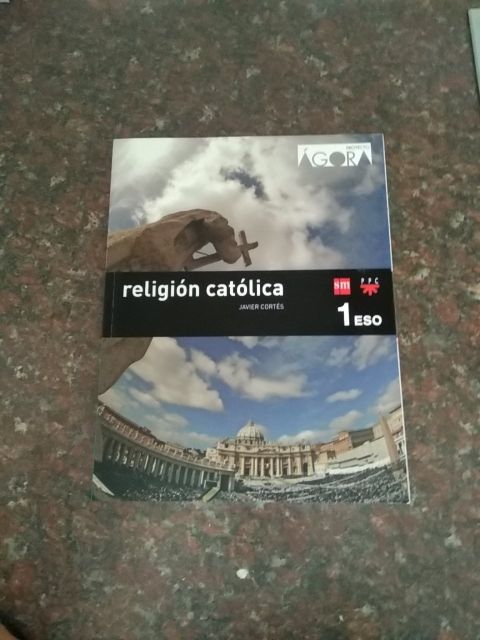 PROYECTO
ÁGORA
religión católica
JAVIER CORTÉS
sm
PPC
1 ESO